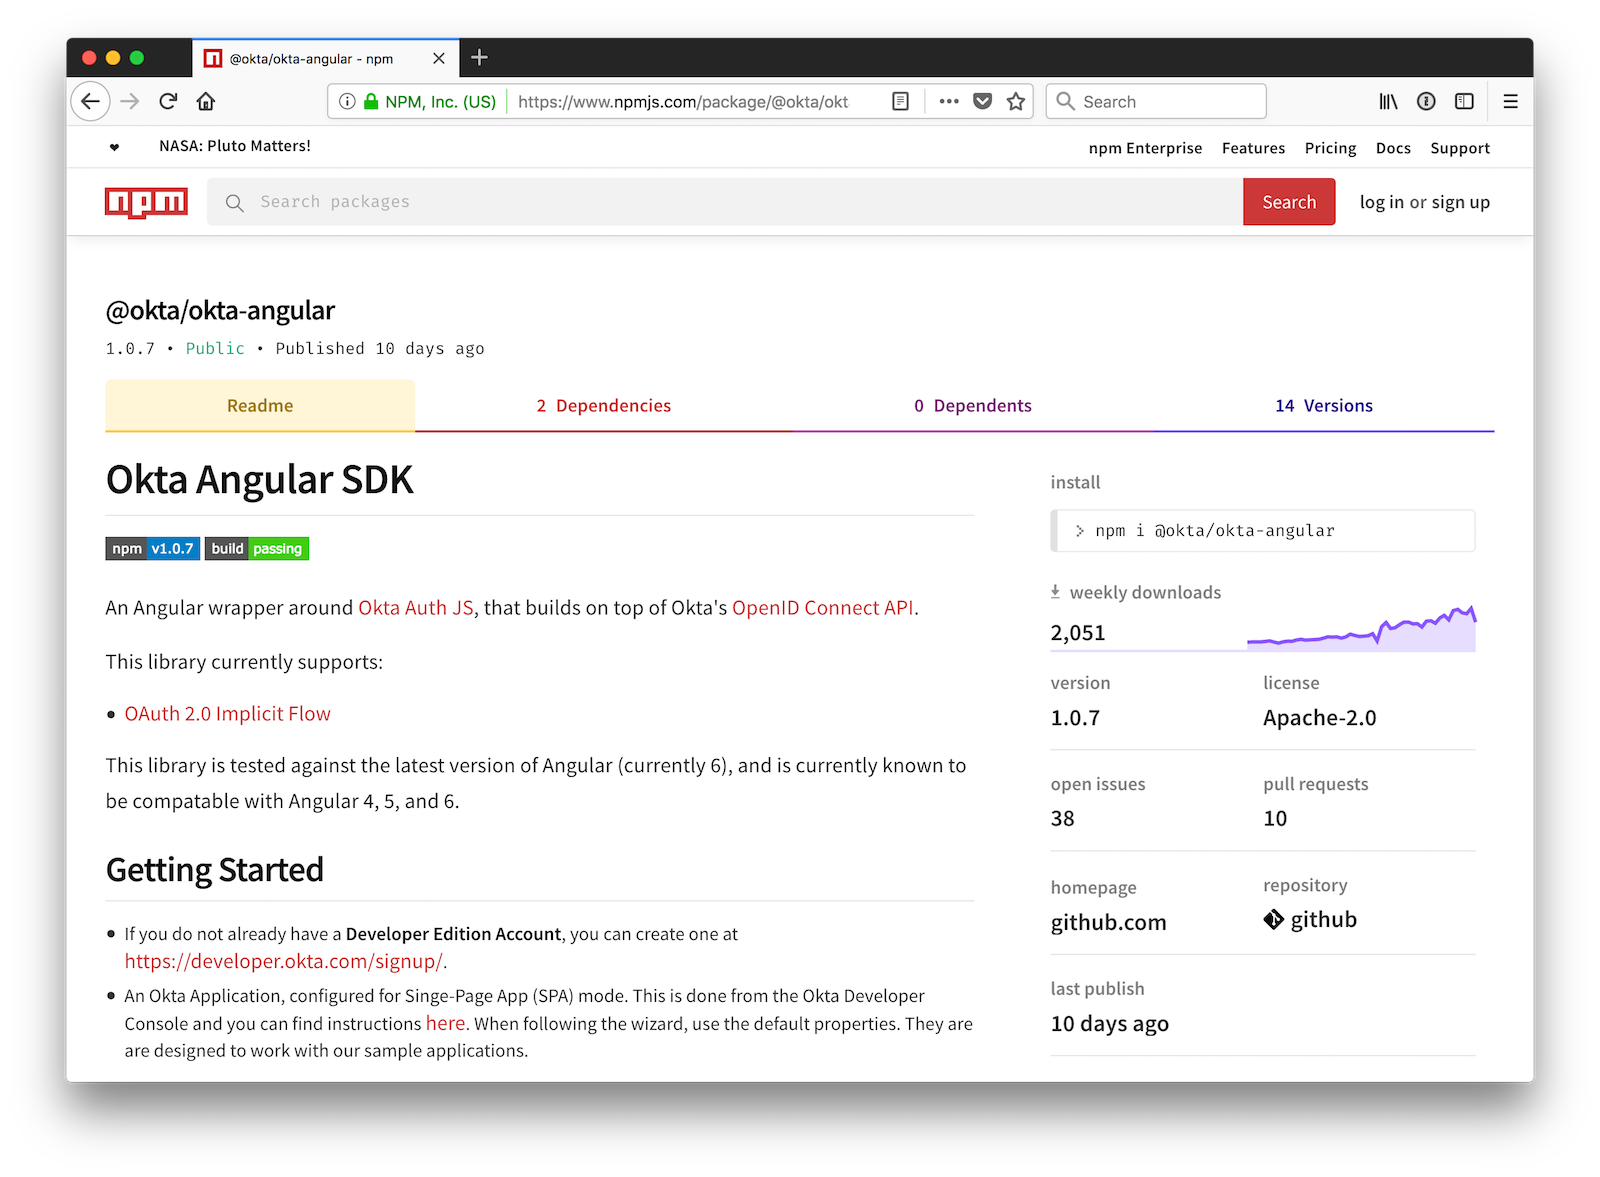 @okta/okta-angular - npm
NPM, Inc. (US) https://www.npmjs.com/package/@okta/okt
Search
❤ NASA: Pluto Matters!
npm Enterprise Features Pricing Docs Support
npm Search packages Search log in or sign up
@okta/okta-angular
1.0.7 • Public • Published 10 days ago
Readme 2 Dependencies 0 Dependents 14 Versions
Okta Angular SDK
npm v1.0.7 build passing
An Angular wrapper around Okta Auth JS, that builds on top of Okta's OpenID Connect API.
This library currently supports:
• OAuth 2.0 Implicit Flow
This library is tested against the latest version of Angular (currently 6), and is currently known to
be compatable with Angular 4, 5, and 6.
Getting Started
• If you do not already have a Developer Edition Account, you can create one at
https://developer.okta.com/signup/.
• An Okta Application, configured for Singe-Page App (SPA) mode. This is done from the Okta Developer
Console and you can find instructions here. When following the wizard, use the default properties. They are
are designed to work with our sample applications.
install
> npm i @okta/okta-angular
weekly downloads
2,051
version license
1.0.7 Apache-2.0
open issues pull requests
38 10
homepage repository
github.com github
last publish
10 days ago